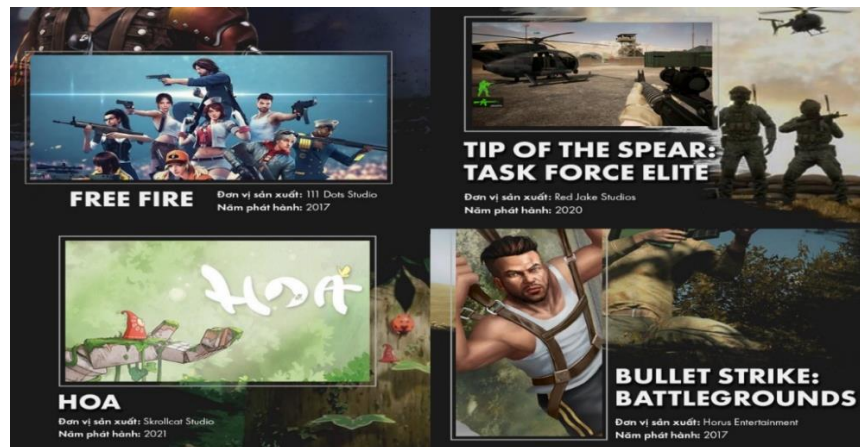 FREE FIRE
Đơn vị sản xuất: 111 Dots Studio
Năm phát hành: 2017
TIP OF THE SPEAR:
TASK FORCE ELITE
Đơn vị sản xuất: Red Jake Studios
Năm phát hành: 2020
HOA
HOA
Đơn vị sản xuất: Skrollcat Studio
Năm phát hành: 2021
BULLET STRIKE:
BATTLEGROUNDS
Đơn vị sản xuất: Horus Entertainment
Năm phát hành: 2017